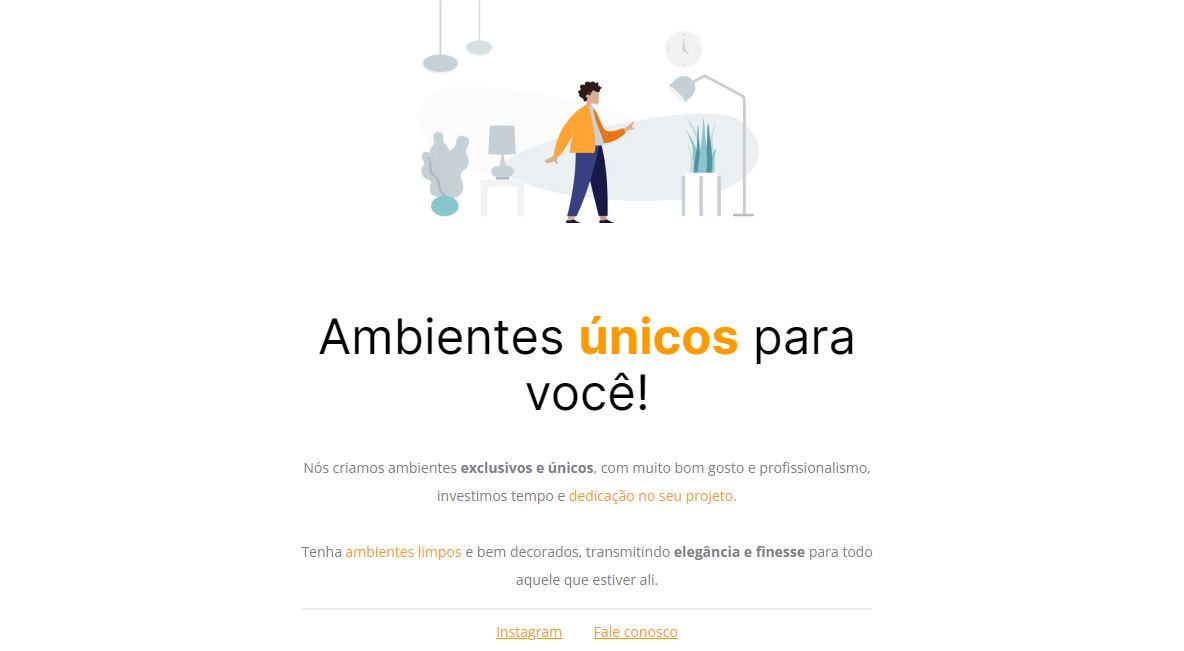 Ambientes únicos para
você!
Nós criamos ambientes exclusivos e únicos, com muito bom gosto e profissionalismo,
investimos tempo e dedicação no seu projeto.
Tenha ambientes limpos e bem decorados, transmitindo elegância e finesse para todo
aquele que estiver ali.
Instagram Fale conosco